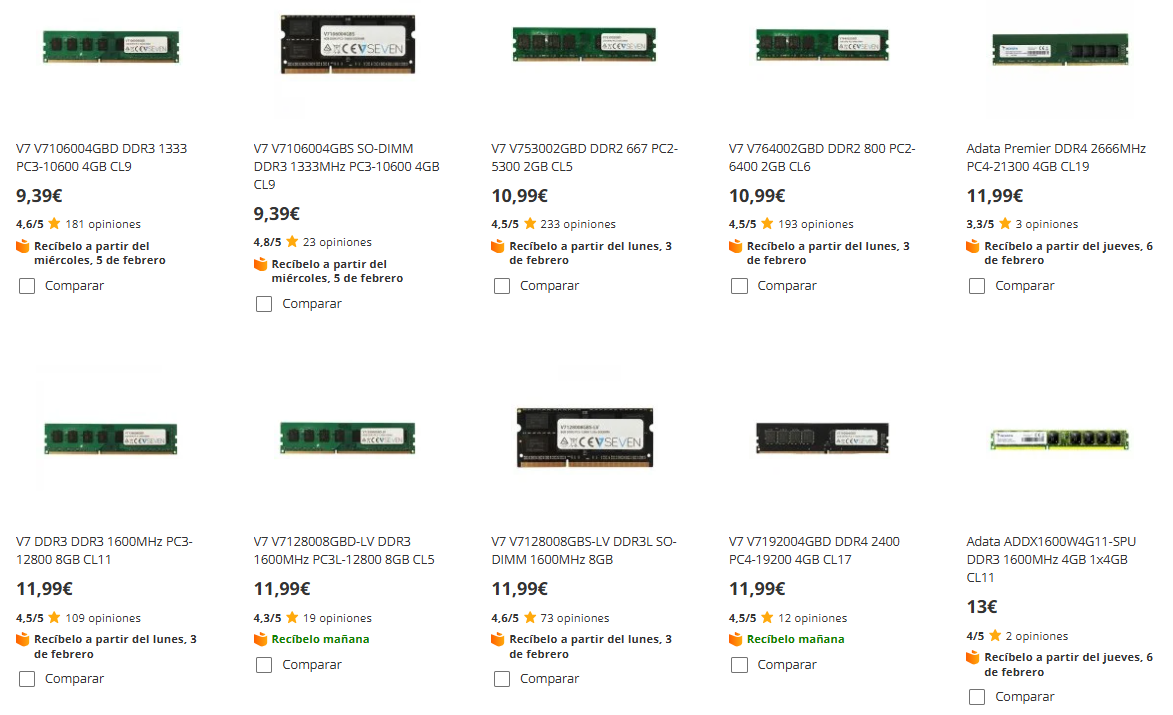 V7 V7106004GBD DDR3 1333
PC3-10600 4GB CL9
9,39€
4,6/5 181 opiniones
Recíbelo a partir del
miércoles, 5 de febrero
Comparar
V7 V7106004GBS SO-DIMM
DDR3 1333MHz PC3-10600 4GB
CL9
9,39€
4,8/5 23 opiniones
Recíbelo a partir del
miércoles, 5 de febrero
Comparar
V7 V753002GBD DDR2 667 PC2-
5300 2GB CL5
10,99€
4,5/5 233 opiniones
Recíbelo a partir del lunes, 3
de febrero
Comparar
V7 V764002GBD DDR2 800 PC2-
6400 2GB CL6
10,99€
4,5/5 193 opiniones
Recíbelo a partir del lunes, 3
de febrero
Comparar
Adata Premier DDR4 2666MHz
PC4-21300 4GB CL19
11,99€
3,3/5 3 opiniones
Recíbelo a partir del jueves, 6
de febrero
Comparar
V7 DDR3 DDR3 1600MHz PC3-
12800 8GB CL11
11,99€
4,5/5 109 opiniones
Recíbelo a partir del lunes, 3
de febrero
Comparar
V7 V7128008GBD-LV DDR3
1600MHz PC3L-12800 8GB CL5
11,99€
4,3/5 19 opiniones
Recíbelo mañana
Comparar
V7 V7128008GBS-LV DDR3L SO-
DIMM 1600MHz 8GB
11,99€
4,6/5 73 opiniones
Recíbelo a partir del lunes, 3
de febrero
Comparar
V7 V7192004GBD DDR4 2400
PC4-19200 4GB CL17
11,99€
4,5/5 12 opiniones
Recíbelo mañana
Comparar
Adata ADDX1600W4G11-SPU
DDR3 1600MHz 4GB 1x4GB
CL11
13€
4/5 2 opiniones
Recíbelo a partir del jueves, 6
de febrero
Comparar